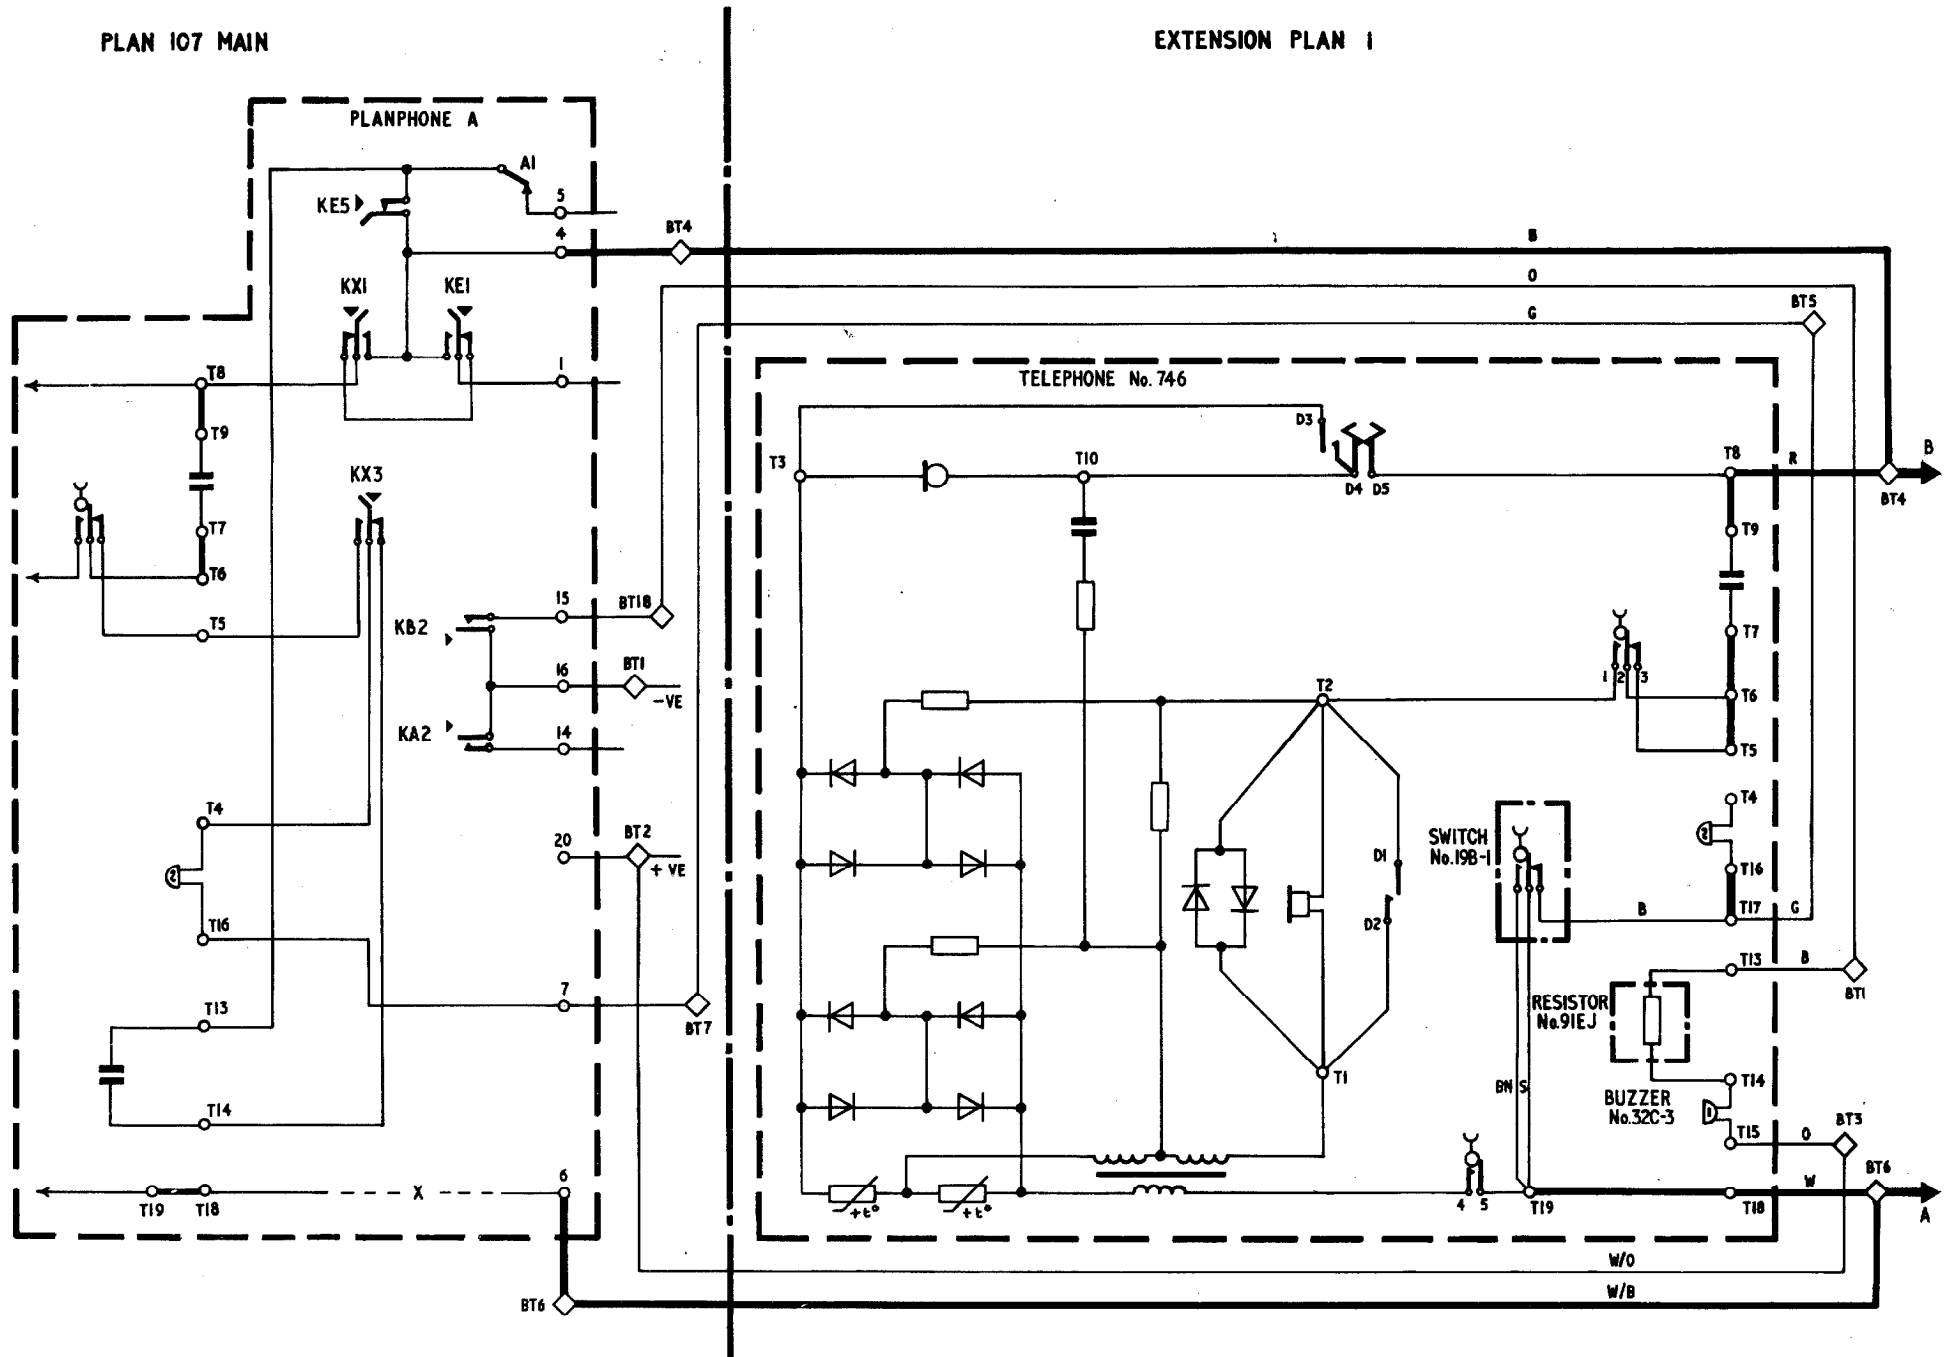 PLAN 107 MAIN
EXTENSION PLAN 1
PLANPHONE A
A1
KE5
5
4
BT4
B
O
G
BT5
KX1
KE1
1
T8
T9
TELEPHONE No. 746
D3
T3
T10
D4
D5
T8
R
B
BT4
KX3
T7
T9
T6
T5
15
BT18
KB2
16
BT1
-VE
KA2
14
T2
1
2
3
T7
T6
T5
T4
20
BT2
+ VE
D1
D2
SWITCH
No.19B-1
T4
T16
T17
G
B
T16
7
BT7
T13
T14
T13
B
BT1
RESISTOR
No.91EJ
T1
BN
S
T14
BUZZER
No.32C-3
1
T15
O
BT3
2
2
X
6
T19
T18
+t°
+t°
4
5
T19
T18
W
BT6
A
W/O
W/B
BT6